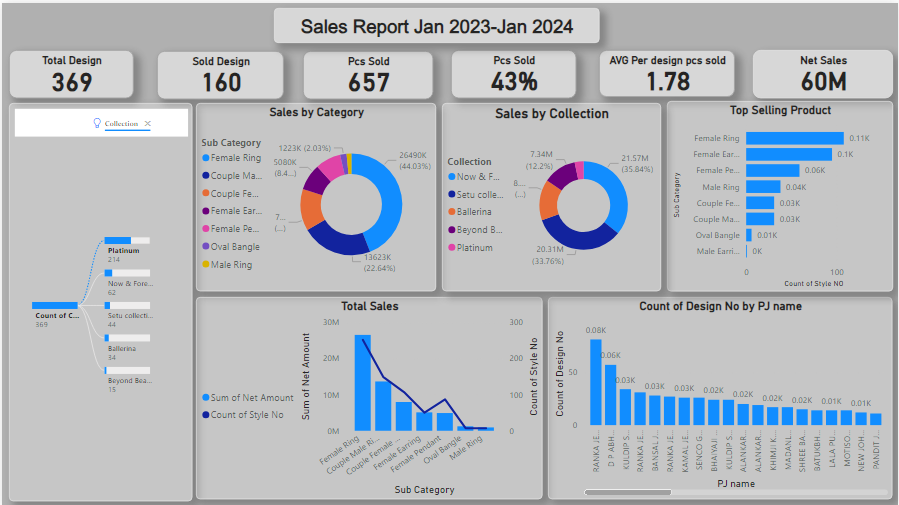 Sales Report Jan 2023-Jan 2024
Total Design
369
Sold Design
160
Pcs Sold
657
Pcs Sold
43%
AVG Per design pcs sold
1.78
Net Sales
60M
Collection ×
Count of C...
369
Platinum
214
Now & Fore...
62
Setu collecti...
44
Ballerina
34
Beyond Bea...
15
Sales by Category
Sub Category
Female Ring
Couple Ma...
Couple Fe...
Female Ear...
Female Pe...
Oval Bangle
Male Ring
1223K (2.03%)
5080K
(8.4...)
7...
(...)
26490K
(44.03%)
13623K
(22.64%)
Sales by Collection
Collection
Now & F...
Setu colle...
Ballerina
Beyond B...
Platinum
7.34M
(12.2%)
8...
(...)
20.31M
(33.76%)
21.57M
(35.84%)
Top Selling Product
Sub Category
Female Ring 0.11K
Female Ear... 0.1K
Female Pe... 0.06K
Male Ring 0.04K
Couple Fe... 0.03K
Couple Ma... 0.03K
Oval Bangle 0.01K
Male Earri... 0K
0 100
Count of Style NO
Total Sales
Sum of Net Amount
Count of Style No
Sum of Net Amount
30M
20M
10M
0M
300
200
100
0
Count of Style No
Female Ring
Couple Male Ri...
Couple Female ...
Female Earring
Female Pendant
Oval Bangle
Male Ring
Sub Category
Count of Design No by PJ name
Count of Design No
50
0
0.08K
0.06K
0.03K
0.03K
0.03K
0.02K
0.02K
0.02K
0.01K
0.01K
RANKA JE...
D P ABH...
KULDIP S...
RANKA JE...
BANSAL J...
RANKA JE...
KAMAL JE...
SENCO G...
BHAIYAJI ...
KULDIP S...
ALANKAR...
ALANKAR...
KHIMJI K...
MADANL...
SHREE BA...
BATUKBH...
LALA PU...
MOTISO...
NEW JOH...
PANDIT J...
PJ name